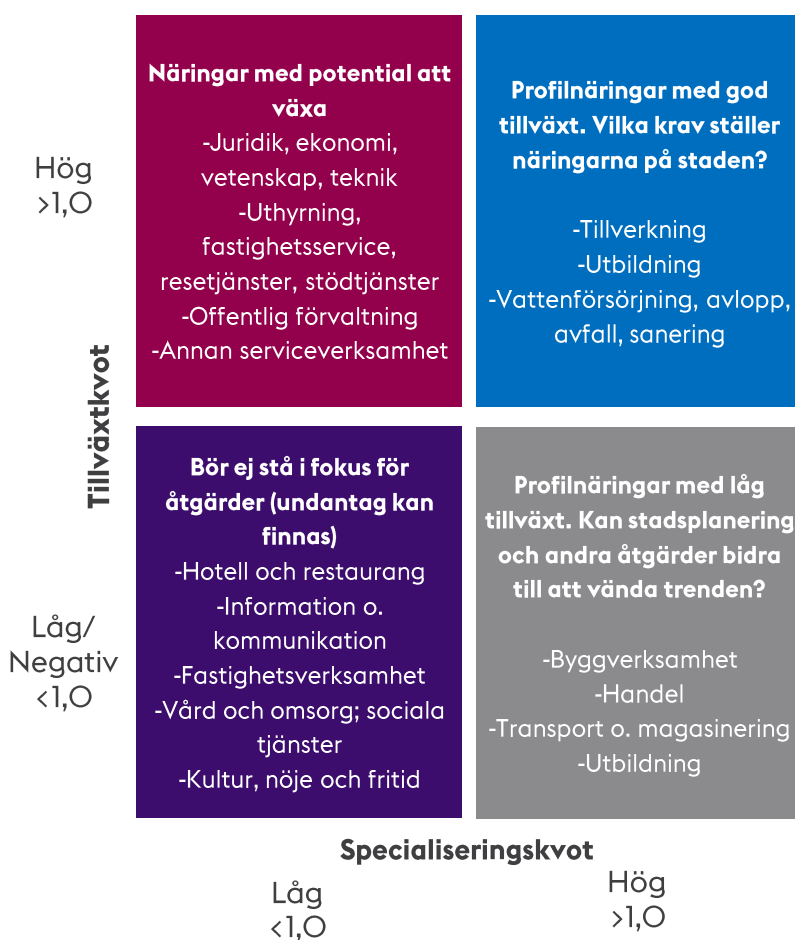 Näringar med potential att
växa
-Juridik, ekonomi,
vetenskap, teknik
-Uthyrning,
fastighetsservice,
resetjänster, stödtjänster
-Offentlig förvaltning
-Annan serviceverksamhet
Profilnäringar med god
tillväxt. Vilka krav ställer
näringarna på staden?
-Tillverkning
-Utbildning
-Vattenförsörjning, avlopp,
avfall, sanering
Hög
>1,0
Tillväxtkvot
Bör ej stå i fokus för
åtgärder (undantag kan
finnas)
-Hotell och restaurang
-Information o.
kommunikation
-Fastighetsverksamhet
-Vård och omsorg; sociala
tjänster
-Kultur, nöje och fritid
Profilnäringar med låg
tillväxt. Kan stadsplanering
och andra åtgärder bidra
till att vända trenden?
-Byggverksamhet
-Handel
-Transport o. magasinering
-Utbildning
Låg/
Negativ
<1,0
Specialiseringskvot
Låg
<1,0
Hög
>1,0